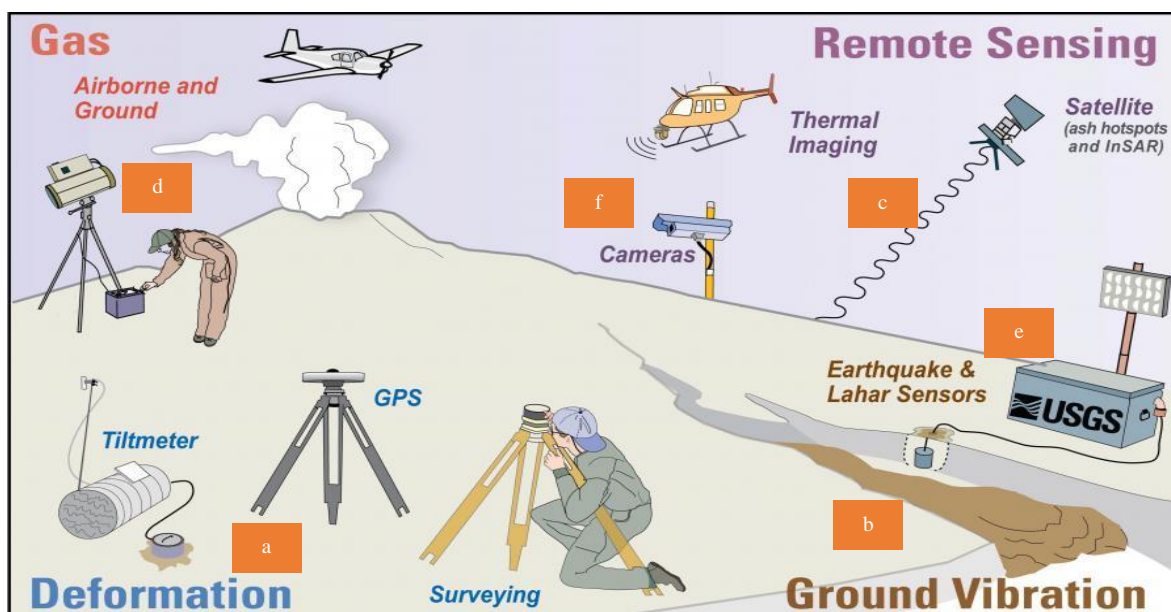 Gas
Remote Sensing
Airborne and
Ground
Thermal
Imaging
Satellite
(ash hotspots
and InSAR)
d
f
c
Cameras
e
Earthquake &
Lahar Sensors
USGS
GPS
Tiltmeter
b
a
Surveying
Deformation
Ground Vibration